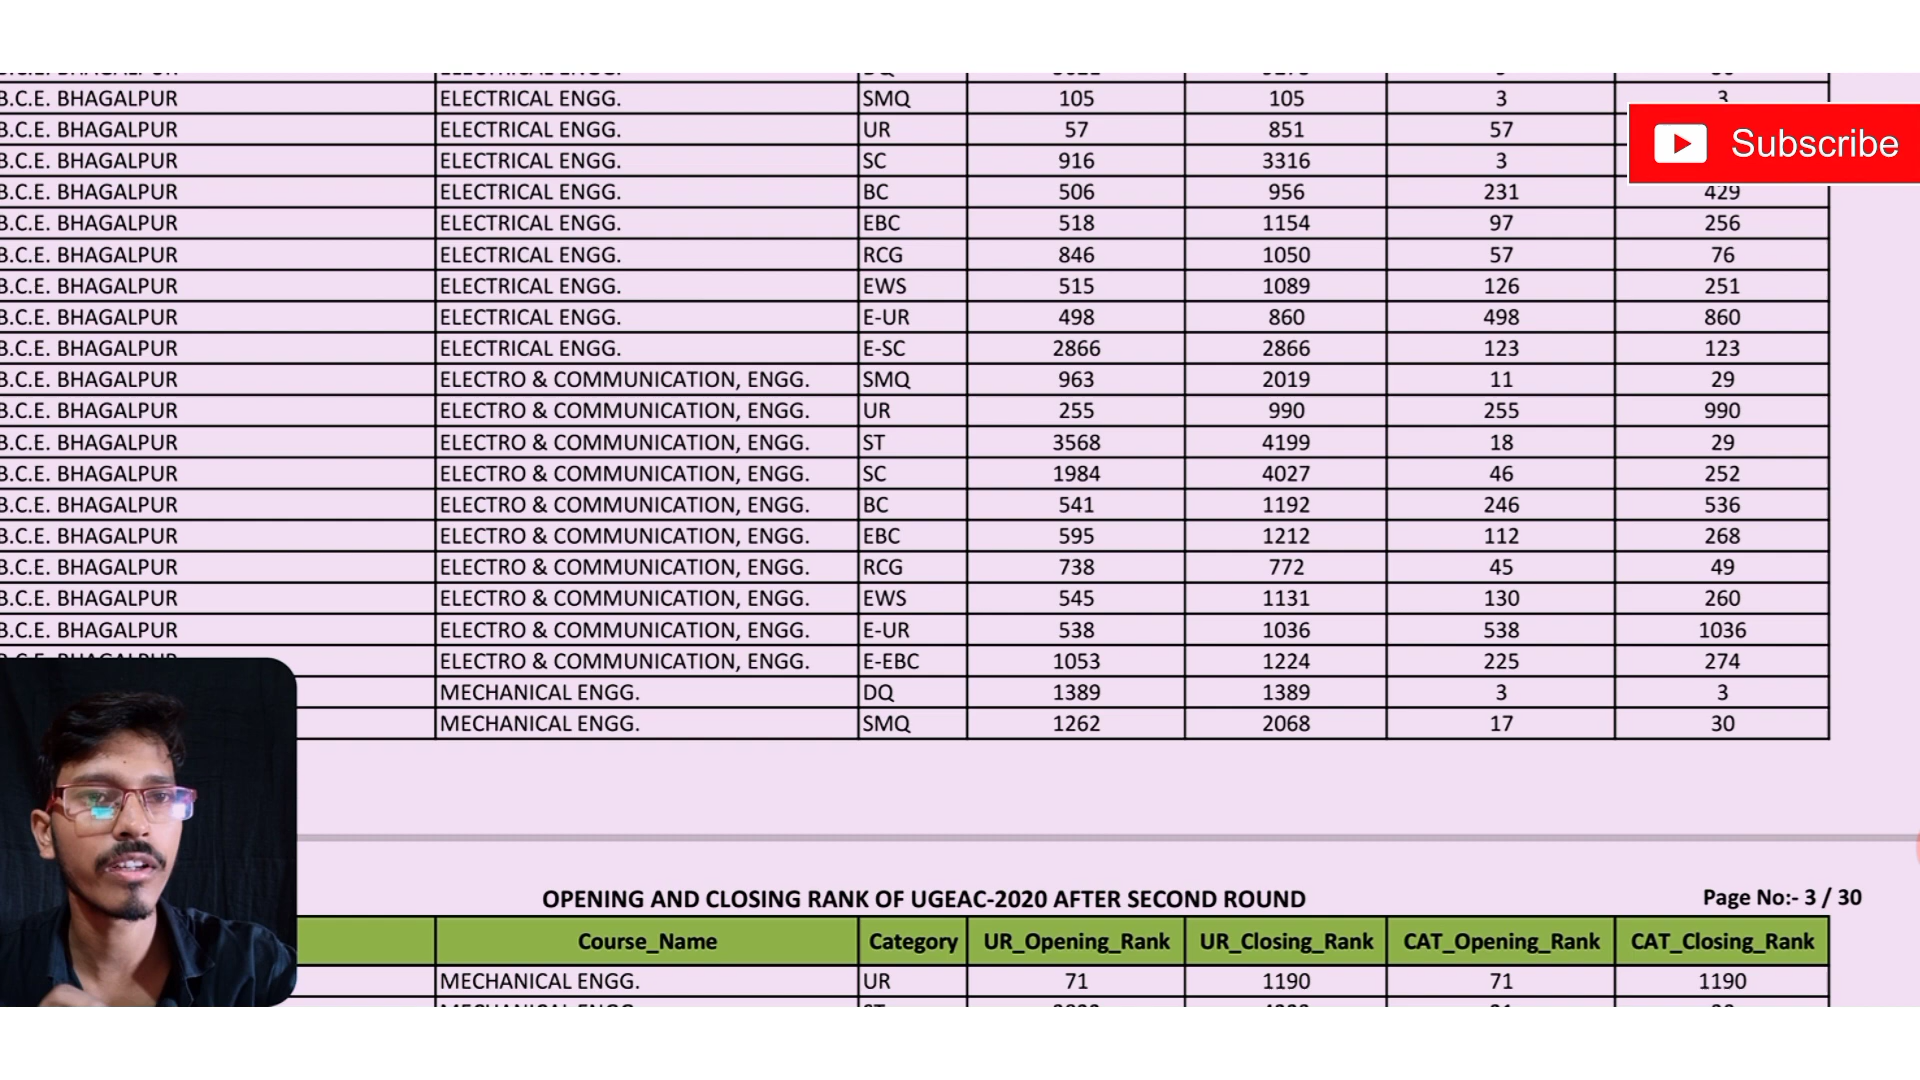 B.C.E. BHAGALPUR ELECTRICAL ENGG. SMQ 105 105 3 3
B.C.E. BHAGALPUR ELECTRICAL ENGG. UR 57 851 57
B.C.E. BHAGALPUR ELECTRICAL ENGG. SC 916 3316 3
Subscribe
B.C.E. BHAGALPUR ELECTRICAL ENGG. BC 506 956 231 429
B.C.E. BHAGALPUR ELECTRICAL ENGG. EBC 518 1154 97 256
B.C.E. BHAGALPUR ELECTRICAL ENGG. RCG 846 1050 57 76
B.C.E. BHAGALPUR ELECTRICAL ENGG. EWS 515 1089 126 251
B.C.E. BHAGALPUR ELECTRICAL ENGG. E-UR 498 860 498 860
B.C.E. BHAGALPUR ELECTRICAL ENGG. E-SC 2866 2866 123 123
B.C.E. BHAGALPUR ELECTRO & COMMUNICATION, ENGG. SMQ 963 2019 11 29
B.C.E. BHAGALPUR ELECTRO & COMMUNICATION, ENGG. UR 255 990 255 990
B.C.E. BHAGALPUR ELECTRO & COMMUNICATION, ENGG. ST 3568 4199 18 29
B.C.E. BHAGALPUR ELECTRO & COMMUNICATION, ENGG. SC 1984 4027 46 252
B.C.E. BHAGALPUR ELECTRO & COMMUNICATION, ENGG. BC 541 1192 246 536
B.C.E. BHAGALPUR ELECTRO & COMMUNICATION, ENGG. EBC 595 1212 112 268
B.C.E. BHAGALPUR ELECTRO & COMMUNICATION, ENGG. RCG 738 772 45 49
B.C.E. BHAGALPUR ELECTRO & COMMUNICATION, ENGG. EWS 545 1131 130 260
B.C.E. BHAGALPUR ELECTRO & COMMUNICATION, ENGG. E-UR 538 1036 538 1036
ELECTRO & COMMUNICATION, ENGG. E-EBC 1053 1224 225 274
MECHANICAL ENGG. DQ 1389 1389 3 3
MECHANICAL ENGG. SMQ 1262 2068 17 30
OPENING AND CLOSING RANK OF UGEAC-2020 AFTER SECOND ROUND Page No:- 3 / 30
Course_Name Category UR_Opening_Rank UR_Closing_Rank CAT_Opening_Rank CAT_Closing_Rank
MECHANICAL ENGG. UR 71 1190 71 1190